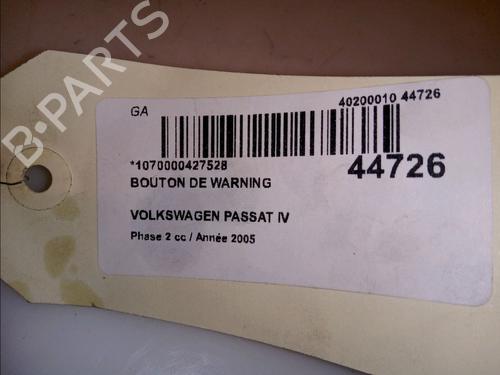 B-PARTS
GA
40200010 44726
*1070000427528
44726
BOUTON DE WARNING
VOLKSWAGEN PASSAT IV
Phase 2 cc / Année 2005